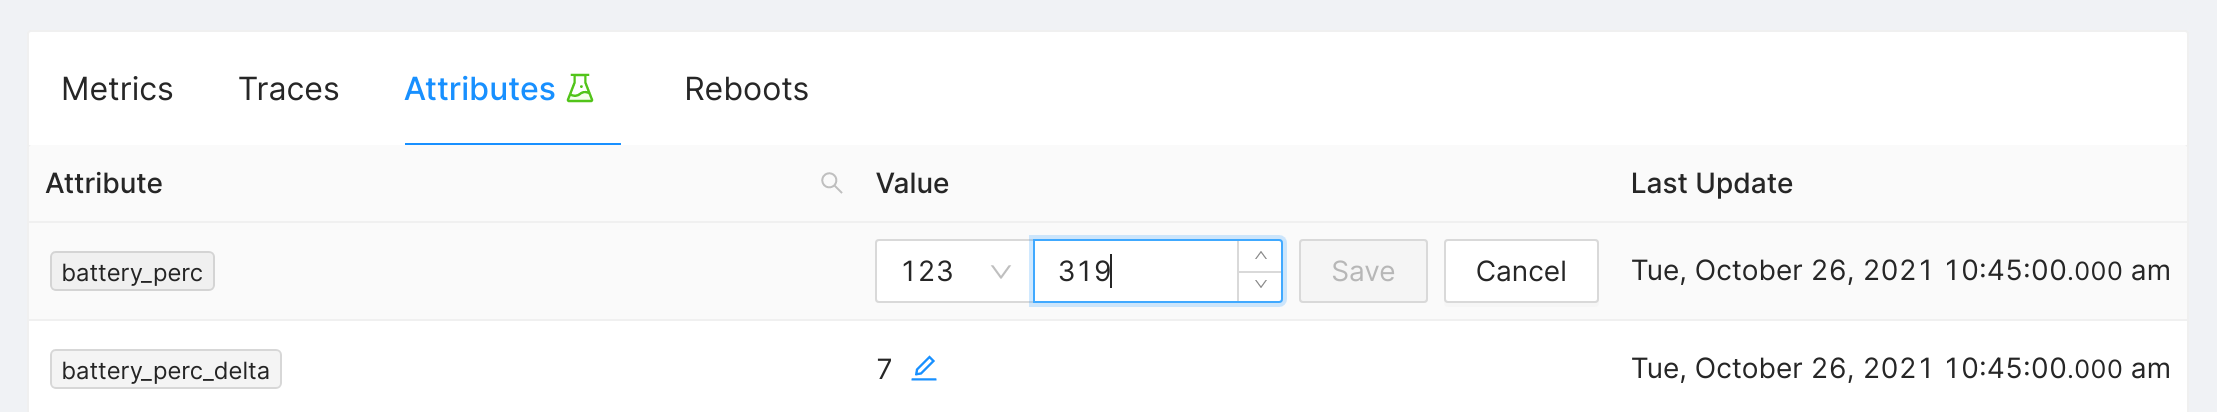 Metrics Traces Attributes Reboots
Attribute Value Last Update
battery_perc 123 319 Save Cancel Tue, October 26, 2021 10:45:00.000 am
battery_perc_delta 7 Tue, October 26, 2021 10:45:00.000 am